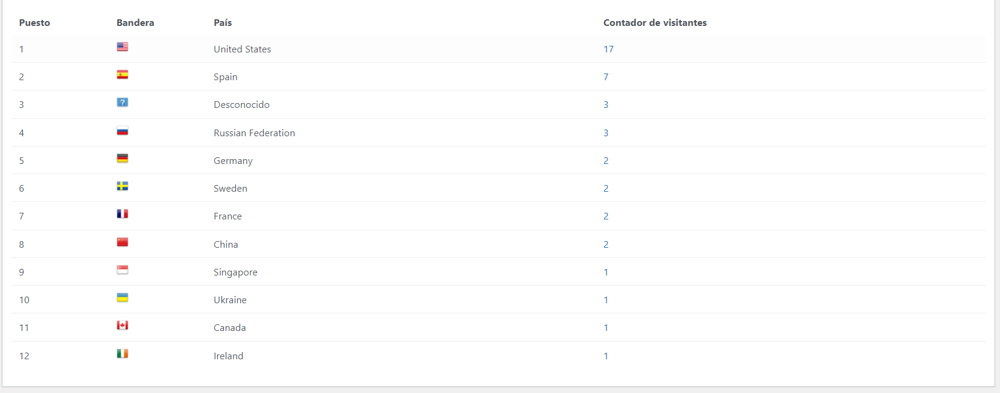 Puesto Bandera País Contador de visitantes
1 United States 17
2 Spain 7
3 ? Desconocido 3
4 Russian Federation 3
5 Germany 2
6 Sweden 2
7 France 2
8 China 2
9 Singapore 1
10 Ukraine 1
11 Canada 1
12 Ireland 1